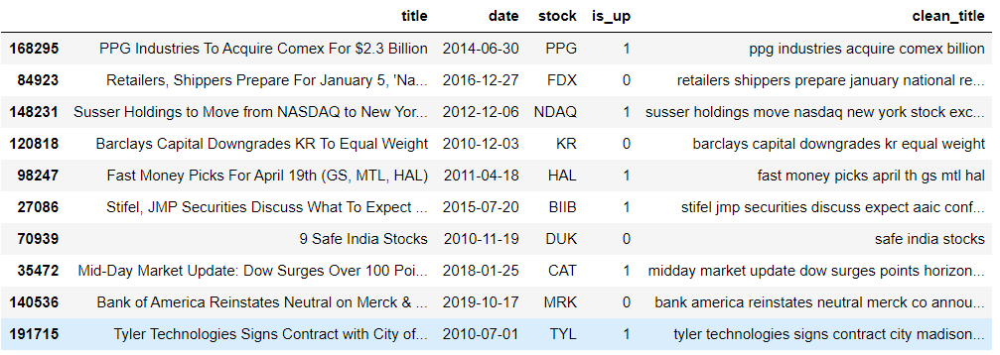 title date stock is_up clean_title
168295 PPG Industries To Acquire Comex For $2.3 Billion 2014-06-30 PPG 1 ppg industries acquire comex billion
84923 Retailers, Shippers Prepare For January 5, 'Na... 2016-12-27 FDX 0 retailers shippers prepare january national re...
148231 Susser Holdings to Move from NASDAQ to New Yor... 2012-12-06 NDAQ 1 susser holdings move nasdaq new york stock exc...
120818 Barclays Capital Downgrades KR To Equal Weight 2010-12-03 KR 0 barclays capital downgrades kr equal weight
98247 Fast Money Picks For April 19th (GS, MTL, HAL) 2011-04-18 HAL 1 fast money picks april th gs mtl hal
27086 Stifel, JMP Securities Discuss What To Expect ... 2015-07-20 BIIB 1 stifel jmp securities discuss expect aaic conf...
70939 9 Safe India Stocks 2010-11-19 DUK 0 safe india stocks
35472 Mid-Day Market Update: Dow Surges Over 100 Poi... 2018-01-25 CAT 1 midday market update dow surges points horizon...
140536 Bank of America Reinstates Neutral on Merck & ... 2019-10-17 MRK 0 bank america reinstates neutral merck co annou...
191715 Tyler Technologies Signs Contract with City of... 2010-07-01 TYL 1 tyler technologies signs contract city madison...